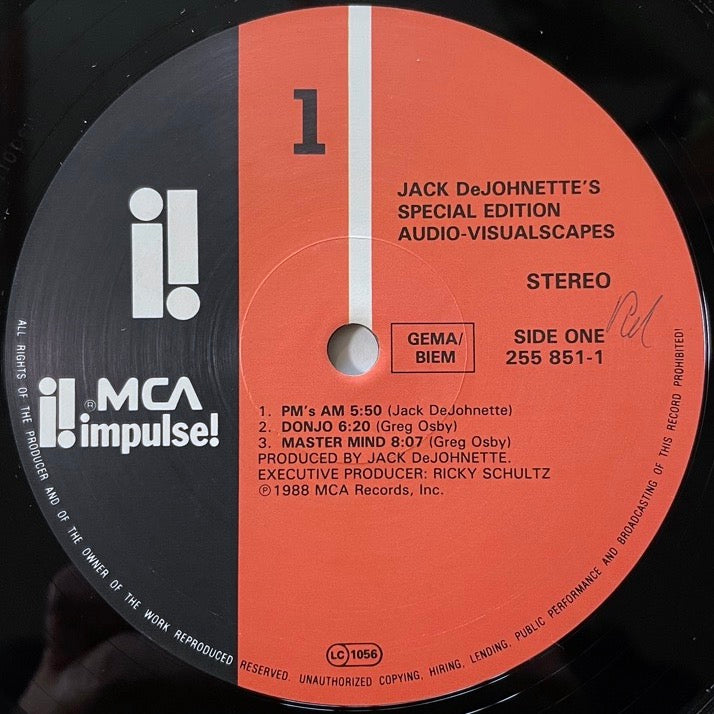 1
JACK DeJOHNETTE'S
SPECIAL EDITION
AUDIO-VISUALSCAPES
STEREO
GEMA/
BIEM
SIDE ONE
255 851-1
i!
i! ® MCA
impulse!
1. PM's AM 5:50 (Jack DeJohnette)
2. DONJO 6:20 (Greg Osby)
3. MASTER MIND 8:07 (Greg Osby)
PRODUCED BY JACK DEJOHNETTE.
EXECUTIVE PRODUCER: RICKY SCHULTZ
℗1988 MCA Records, Inc.
LC 1056
ALL RIGHTS OF THE PRODUCER AND OF THE OWNER OF THE WORK REPRODUCED RESERVED. UNAUTHORIZED COPYING, HIRING, LENDING, PUBLIC PERFORMANCE AND BROADCASTING OF THIS RECORD PROHIBITED!